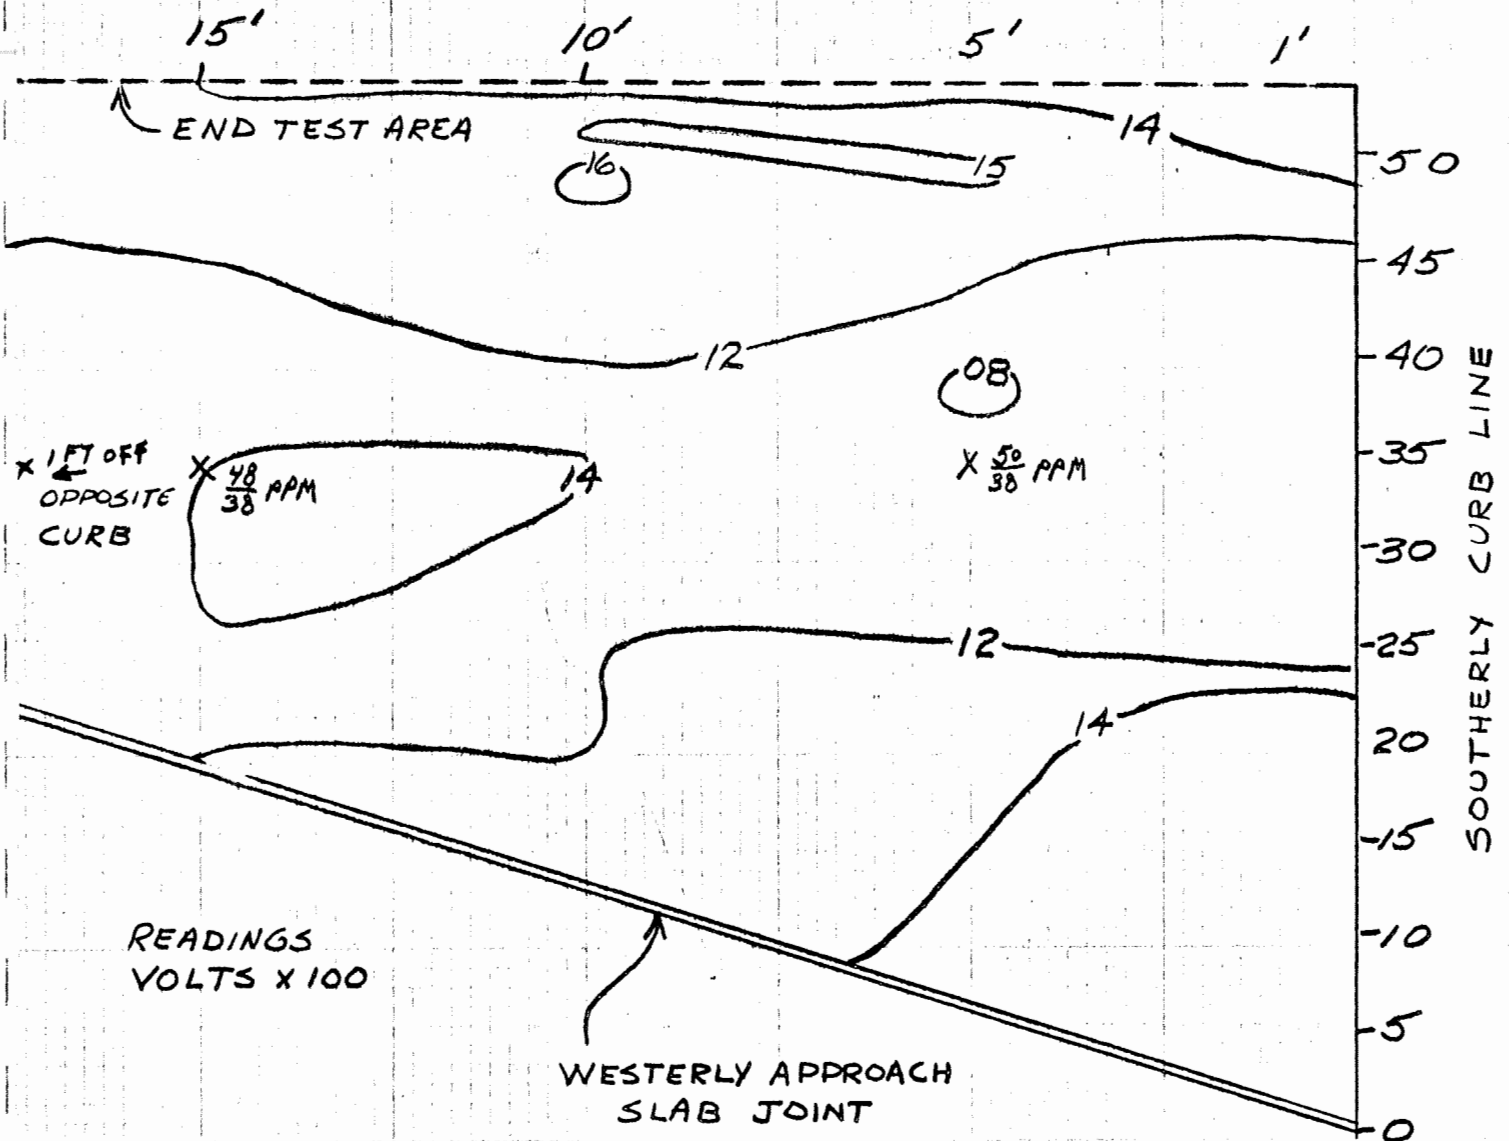 15' 10' 5' 1'
END TEST AREA
14
50
15
16
45
12
40
08
35
X 1 FT OFF
OPPOSITE
CURB
X 48/38 PPM
14
X 50/38 PPM
30
25
12
14
20
15
10
5
0
SOUTHERLY CURB LINE
READINGS
VOLTS X 100
WESTERLY APPROACH
SLAB JOINT